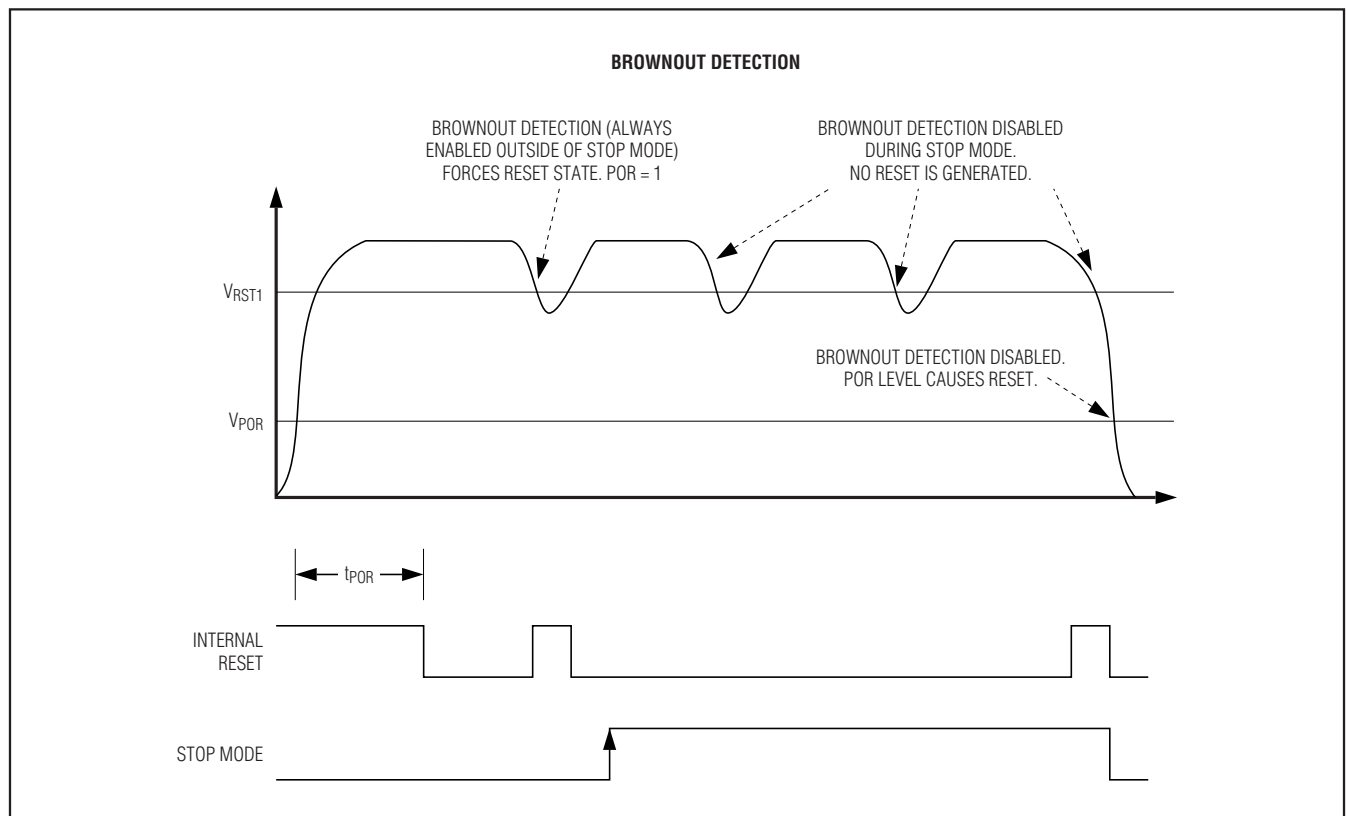 BROWNOUT DETECTION
BROWNOUT DETECTION (ALWAYS
ENABLED OUTSIDE OF STOP MODE)
FORCES RESET STATE. POR = 1
BROWNOUT DETECTION DISABLED
DURING STOP MODE.
NO RESET IS GENERATED.
VRST1
BROWNOUT DETECTION DISABLED.
POR LEVEL CAUSES RESET.
VPOR
tPOR
INTERNAL
RESET
STOP MODE